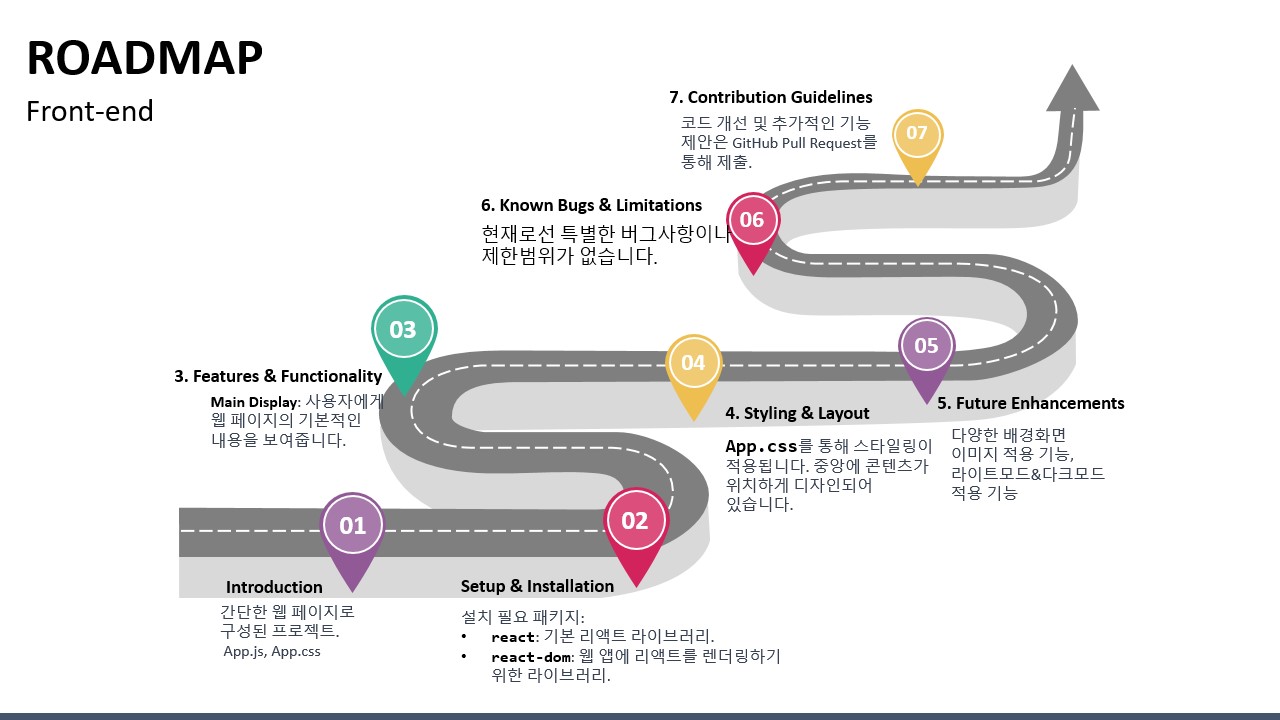 ROADMAP
Front-end
01
Introduction
간단한 웹 페이지로
구성된 프로젝트.
App.js, App.css
02
Setup & Installation
설치 필요 패키지:
• react: 기본 리액트 라이브러리.
• react-dom: 웹 앱에 리액트를 렌더링하기
위한 라이브러리.
03
3. Features & Functionality
Main Display: 사용자에게
웹 페이지의 기본적인
내용을 보여줍니다.
04
4. Styling & Layout
App.css를 통해 스타일링이
적용됩니다. 중앙에 콘텐츠가
위치하게 디자인되어
있습니다.
05
5. Future Enhancements
다양한 배경화면
이미지 적용 기능,
라이트모드&다크모드
적용 기능
06
6. Known Bugs & Limitations
현재로선 특별한 버그사항이나
제한범위가 없습니다.
07
7. Contribution Guidelines
코드 개선 및 추가적인 기능
제안은 GitHub Pull Request를
통해 제출.